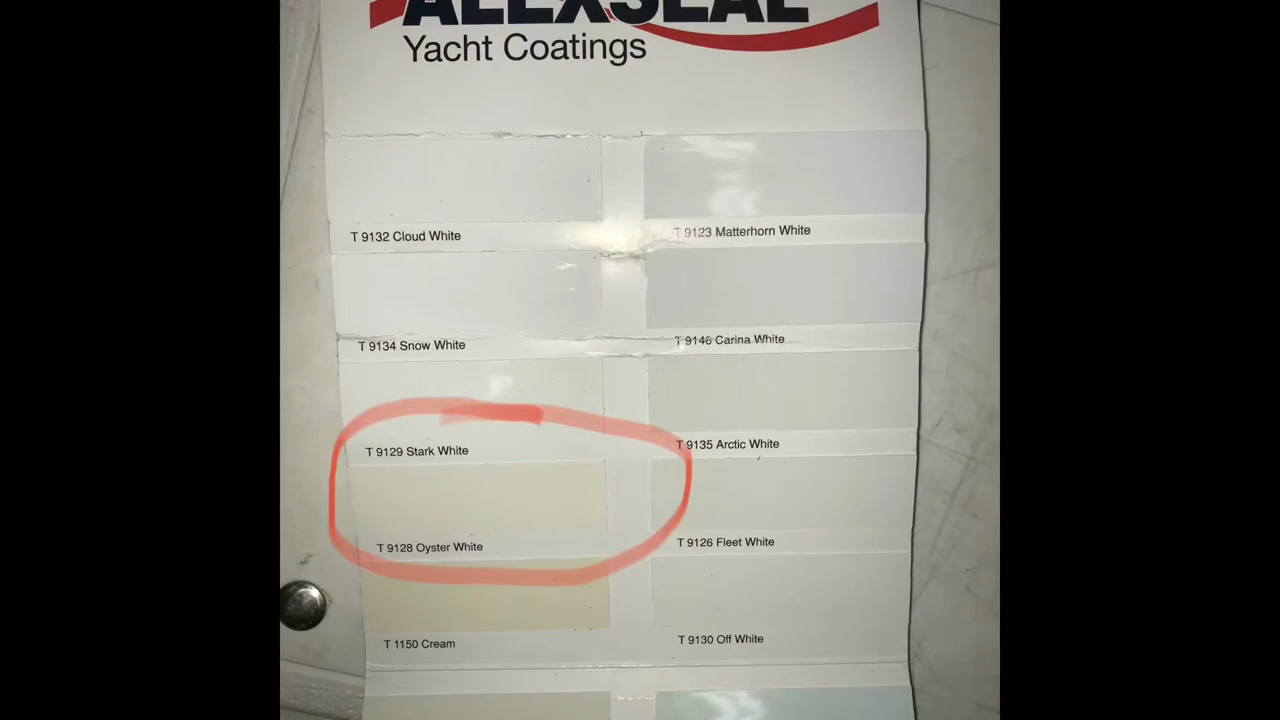 ALEXSEAL
Yacht Coatings
T 9132 Cloud White
T 9123 Matterhorn White
T 9134 Snow White
T 9146 Carina White
T 9129 Stark White
T 9135 Arctic White
T 9128 Oyster White
T 9126 Fleet White
T 1150 Cream
T 9130 Off White